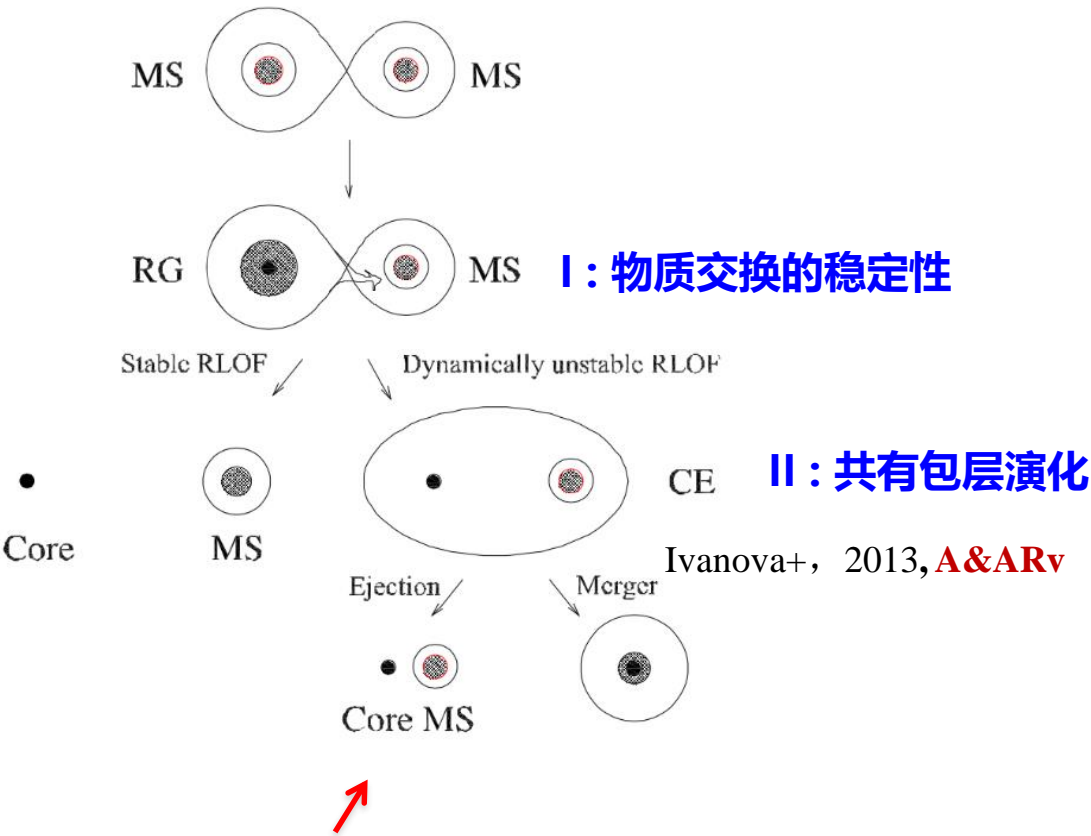 MS MS
RG MS I：物质交换的稳定性
Stable RLOF Dynamically unstable RLOF
CE II：共有包层演化
Core MS
Ivanova+，2013, A&ARv
Ejection Merger
Core MS